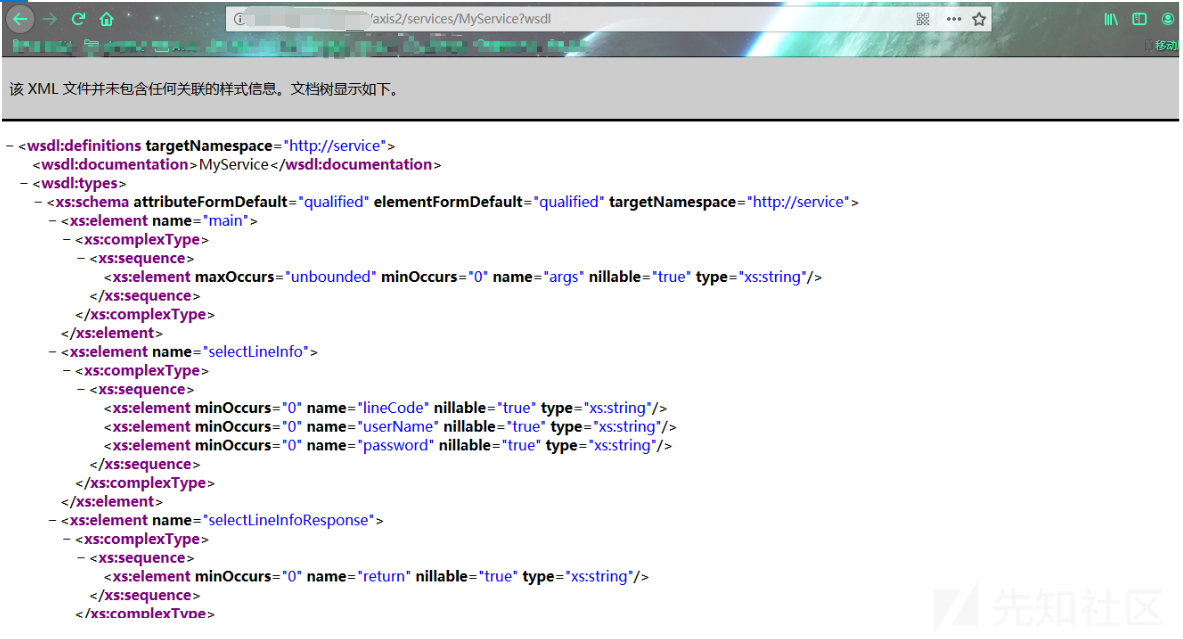 /axis2/services/MyService?wsdl
移动
该 XML 文件并未包含任何关联的样式信息。文档树显示如下。
− <wsdl:definitions targetNamespace="http://service">
<wsdl:documentation>MyService</wsdl:documentation>
− <wsdl:types>
− <xs:schema attributeFormDefault="qualified" elementFormDefault="qualified" targetNamespace="http://service">
− <xs:element name="main">
− <xs:complexType>
− <xs:sequence>
<xs:element maxOccurs="unbounded" minOccurs="0" name="args" nillable="true" type="xs:string"/>
</xs:sequence>
</xs:complexType>
</xs:element>
− <xs:element name="selectLineInfo">
− <xs:complexType>
− <xs:sequence>
<xs:element minOccurs="0" name="lineCode" nillable="true" type="xs:string"/>
<xs:element minOccurs="0" name="userName" nillable="true" type="xs:string"/>
<xs:element minOccurs="0" name="password" nillable="true" type="xs:string"/>
</xs:sequence>
</xs:complexType>
</xs:element>
− <xs:element name="selectLineInfoResponse">
− <xs:complexType>
− <xs:sequence>
<xs:element minOccurs="0" name="return" nillable="true" type="xs:string"/>
</xs:sequence>
</xs:complexType>
先知社区